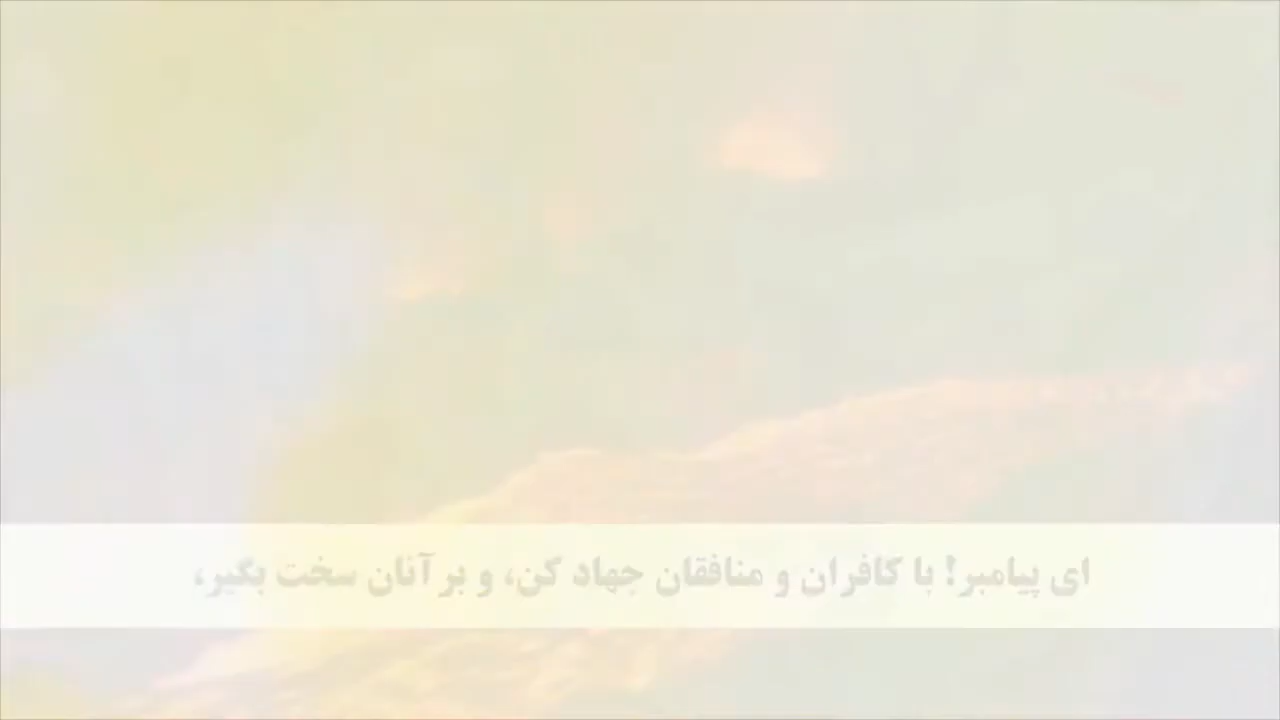 ای پیامبر! با کافران و منافقان جهاد کن، و بر آنان سخت بگیر،